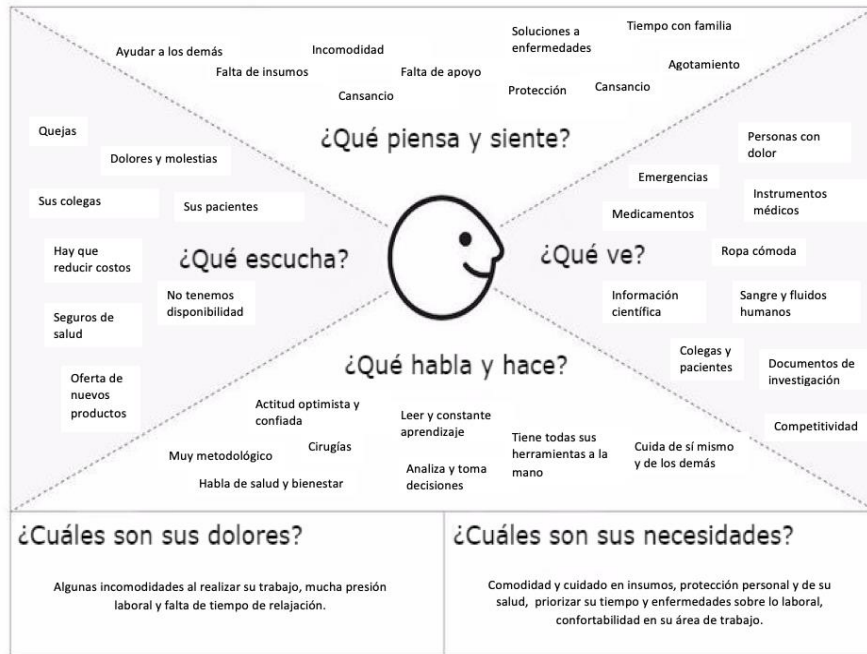 Ayudar a los demás
Incomodidad
Soluciones a
enfermedades
Tiempo con familia
Falta de insumos
Falta de apoyo
Agotamiento
Cansancio
Protección
Cansancio
¿Qué piensa y siente?
Quejas
Dolores y molestias
Sus colegas
Sus pacientes
¿Qué escucha?
Hay que
reducir costos
No tenemos
disponibilidad
Seguros de
salud
Oferta de
nuevos
productos
Personas con
dolor
Emergencias
Instrumentos
médicos
Medicamentos
¿Qué ve?
Ropa cómoda
Información
científica
Sangre y fluidos
humanos
Colegas y
pacientes
Documentos de
investigación
Competitividad
¿Qué habla y hace?
Actitud optimista y
confiada
Leer y constante
aprendizaje
Muy metodológico
Cirugías
Tiene todas sus
herramientas a la
mano
Cuida de sí mismo
y de los demás
Habla de salud y bienestar
Analiza y toma
decisiones
¿Cuáles son sus dolores?
Algunas incomodidades al realizar su trabajo, mucha presión
laboral y falta de tiempo de relajación.
¿Cuáles son sus necesidades?
Comodidad y cuidado en insumos, protección personal y de su
salud, priorizar su tiempo y enfermedades sobre lo laboral,
confortabilidad en su área de trabajo.